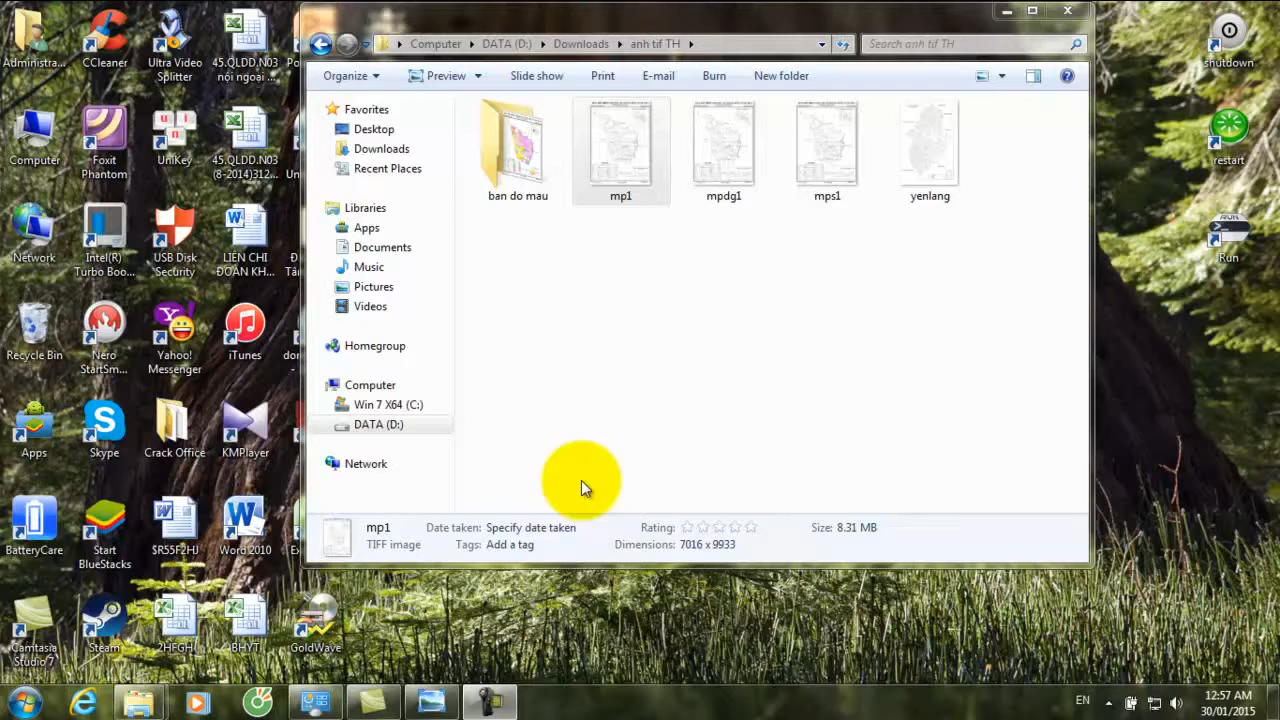 Computer
DATA (D:)
Downloads
anh tif TH
Search anh tif TH
Organize
Preview
Slide show
Print
E-mail
Burn
New folder
Favorites
Desktop
Downloads
Recent Places
Libraries
Apps
Documents
Music
Pictures
Videos
Homegroup
Computer
Win 7 X64 (C:)
DATA (D:)
Network
ban do mau
mp1
mpdg1
mps1
yenlang
mp1
TIFF image
Date taken: Specify date taken
Tags: Add a tag
Rating:
Dimensions: 7016 x 9933
Size: 8.31 MB
Administra...
CCleaner
Ultra Video
Splitter
45.QLDD.N03
nội ngoại ...
Computer
Foxit
Phantom
UniKey
45.QLDD.N03
(8-2014)312...
Network
Intel(R)
Turbo Boo...
USB Disk
Security
LIÊN CHI
ĐOÀN KH...
Recycle Bin
Nero
StartSm...
Yahoo!
Messenger
iTunes
Apps
Skype
Crack Office
KMPlayer
BatteryCare
Start
BlueStacks
$R55F2HJ
Word 2010
Camtasia
Studio 7
Steam
2HFGH
BHYT
GoldWave
shutdown
restart
RUN
Run
EN
12:57 AM
30/01/2015